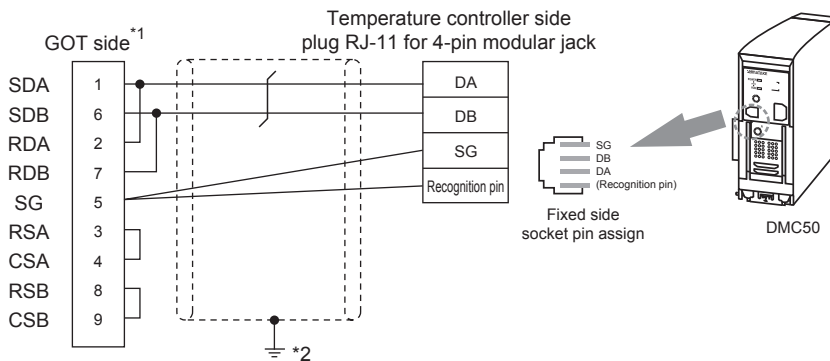 Temperature controller side
plug RJ-11 for 4-pin modular jack
GOT side*1
SDA 1 DA
SDB 6 DB
RDA 2 SG
RDB 7 Recognition pin
SG 5
RSA 3
CSA 4
RSB 8
CSB 9
*2
SG
DB
DA
(Recognition pin)
Fixed side
socket pin assign
DMC50